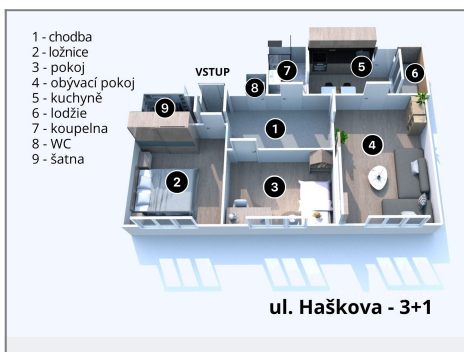 1 - chodba
2 - ložnice
3 - pokoj
4 - obývací pokoj
5 - kuchyně
6 - lodžie
7 - koupelna
8 - WC
9 - šatna
VSTUP
7
5
6
8
9
1
4
2
3
ul. Haškova - 3+1